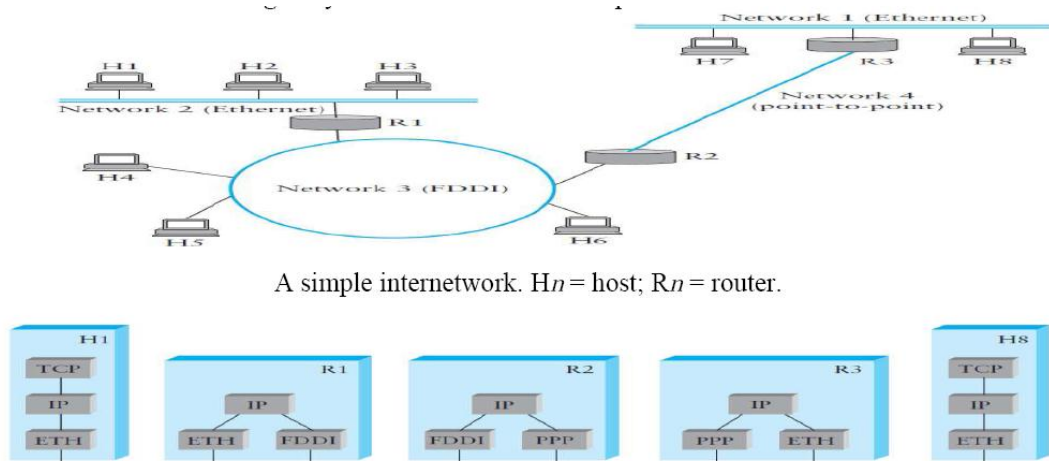 Network 1 (Ethernet)
H7 R3 H8
H1 H2 H3
Network 2 (Ethernet)
R1
Network 4
(point-to-point)
R2
H4
Network 3 (FDDI)
H5
H6
A simple internetwork. Hn = host; Rn = router.
H1
TCP
IP
ETH
R1
IP
ETH FDDI
R2
IP
FDDI PPP
R3
IP
PPP ETH
H8
TCP
IP
ETH